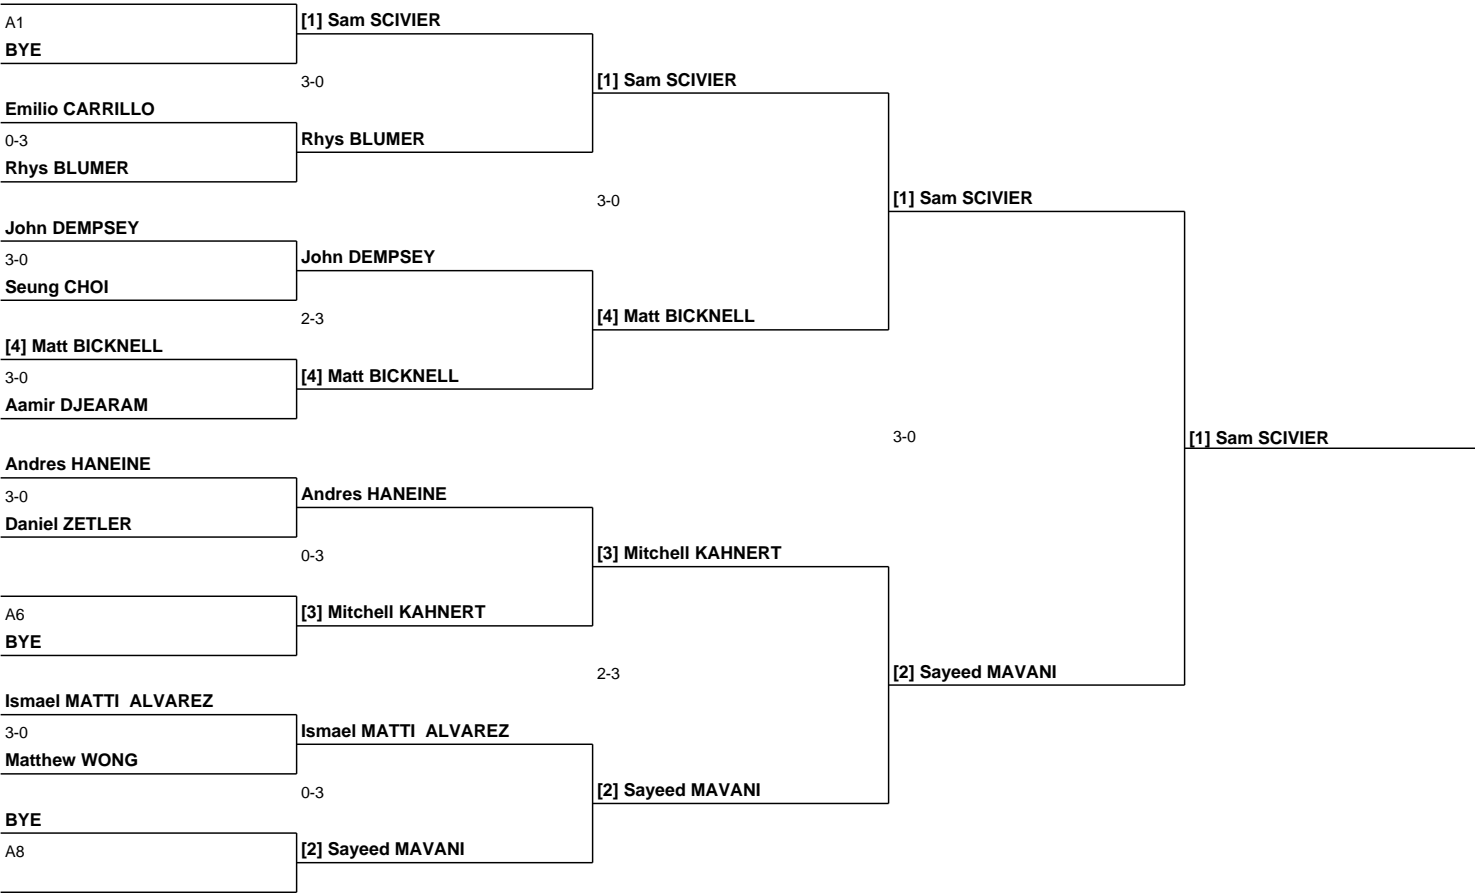 A1
BYE
Emilio CARRILLO
0-3
Rhys BLUMER
John DEMPSEY
3-0
Seung CHOI
[4] Matt BICKNELL
3-0
Aamir DJEARAM
Andres HANEINE
3-0
Daniel ZETLER
A6
BYE
Ismael MATTI  ALVAREZ
3-0
Matthew WONG
BYE
A8
[1] Sam SCIVIER
3-0
Rhys BLUMER
John DEMPSEY
2-3
[4] Matt BICKNELL
Andres HANEINE
0-3
[3] Mitchell KAHNERT
Ismael MATTI  ALVAREZ
0-3
[2] Sayeed MAVANI
[1] Sam SCIVIER
3-0
[4] Matt BICKNELL
[3] Mitchell KAHNERT
2-3
[2] Sayeed MAVANI
[1] Sam SCIVIER
3-0
[2] Sayeed MAVANI
[1] Sam SCIVIER